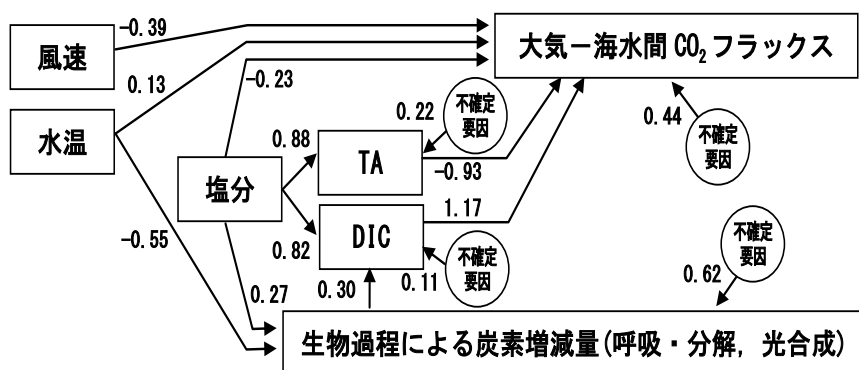 風速
-0.39
大気－海水間 CO₂ フラックス
0.13
-0.23
水温
0.88
0.22
不確定
要因
0.44
不確定
要因
TA
-0.93
塩分
1.17
DIC
-0.55
0.82
不確定
要因
0.11
0.30
0.27
不確定
要因
0.62
生物過程による炭素増減量(呼吸・分解, 光合成)